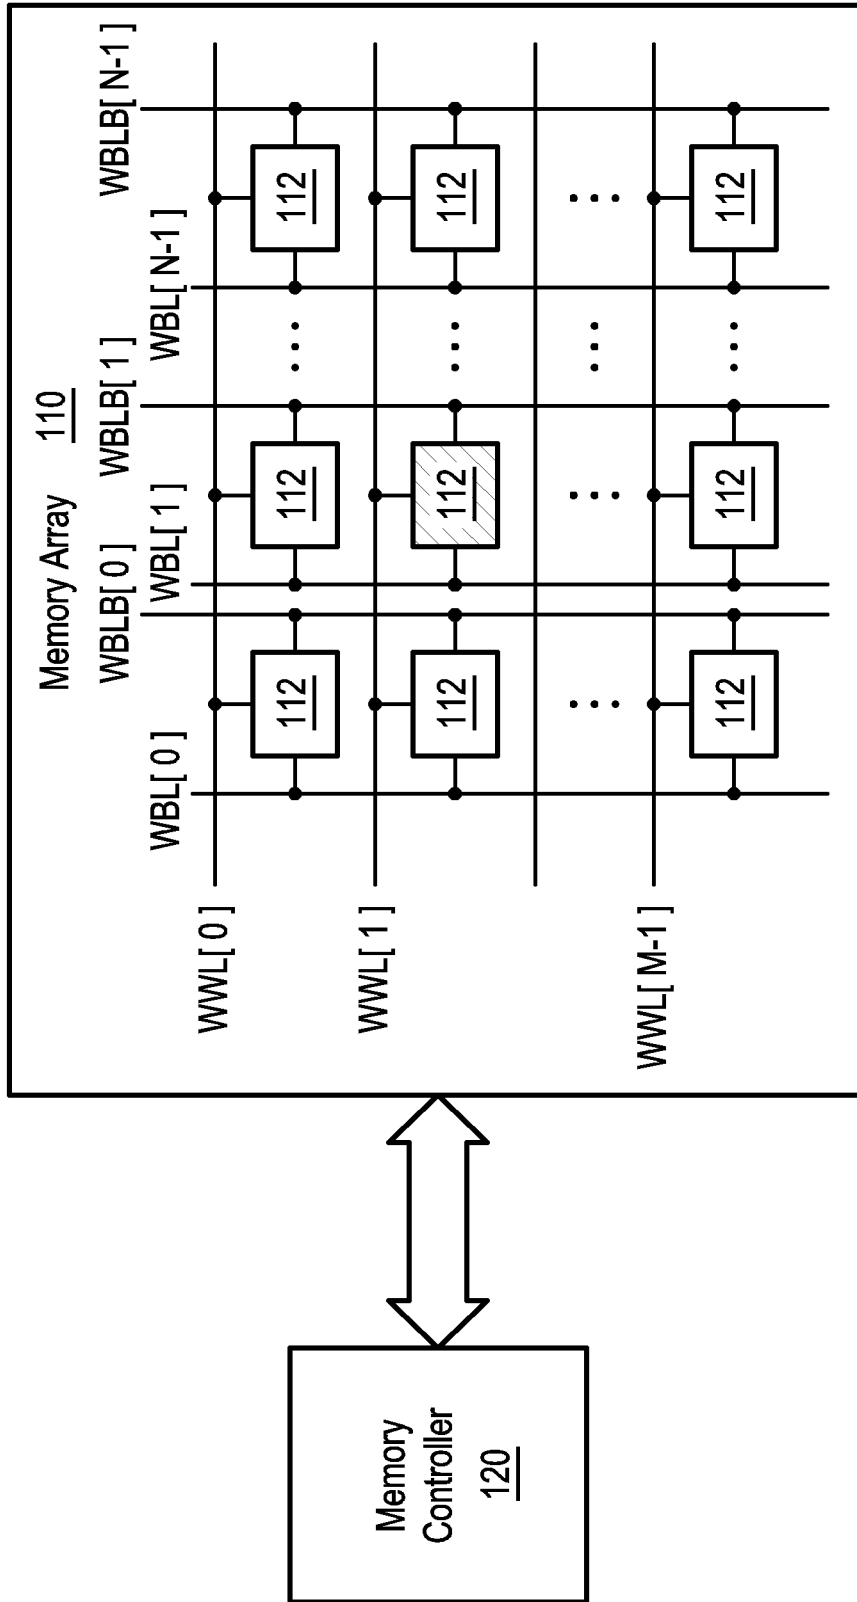 Memory Array 110
WBLB[ 0 ] WBLB[ 1 ] WBLB[ N-1 ]
WBL[ 0 ] WBL[ 1 ] WBL[ N-1 ]
WWL[ 0 ]
112 112 112
WWL[ 1 ]
112 112 112
WWL[ M-1 ]
112 112 112
Memory
Controller
120